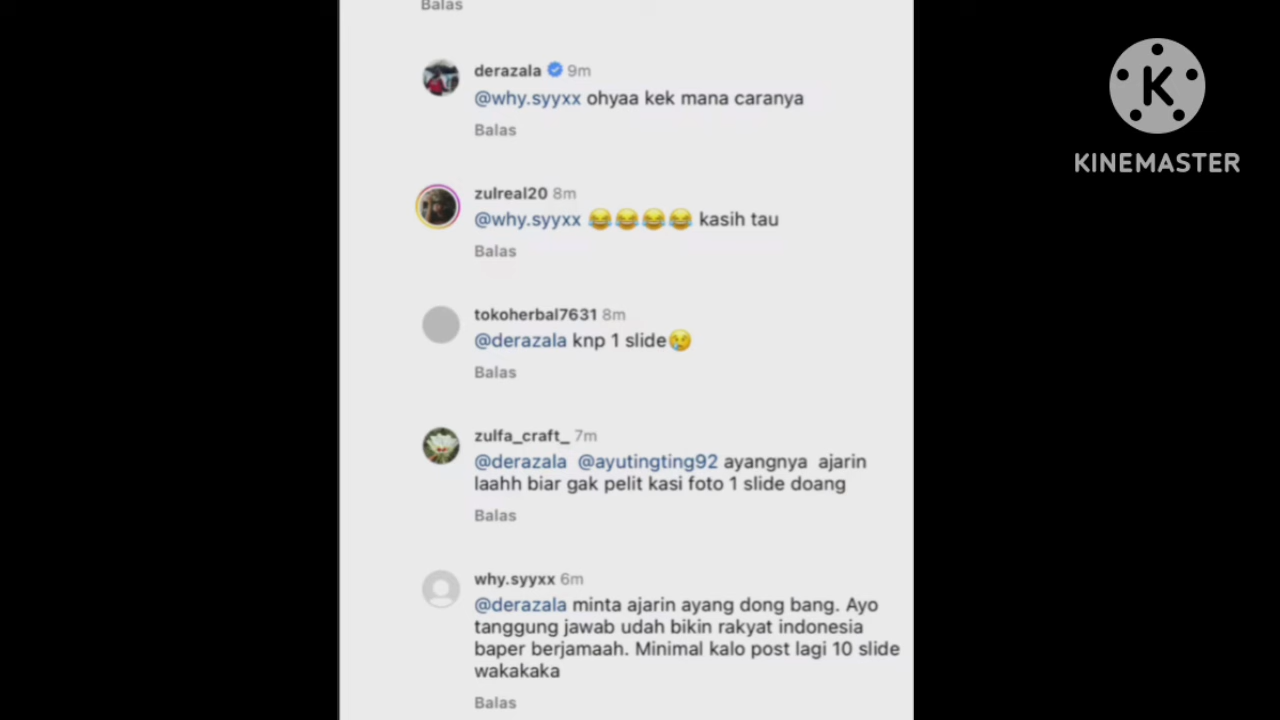 Balas
derazala 9m
@why.syyxx ohyaa kek mana caranya
Balas
zulreal20 8m
@why.syyxx 😂😂😂😂 kasih tau
Balas
tokoherbal7631 8m
@derazala knp 1 slide😢
Balas
zulfa_craft_ 7m
@derazala @ayutingting92 ayangnya ajarin
laahh biar gak pelit kasi foto 1 slide doang
Balas
why.syyxx 6m
@derazala minta ajarin ayang dong bang. Ayo
tanggung jawab udah bikin rakyat indonesia
baper berjamaah. Minimal kalo post lagi 10 slide
wakakaka
Balas
K
KINEMASTER